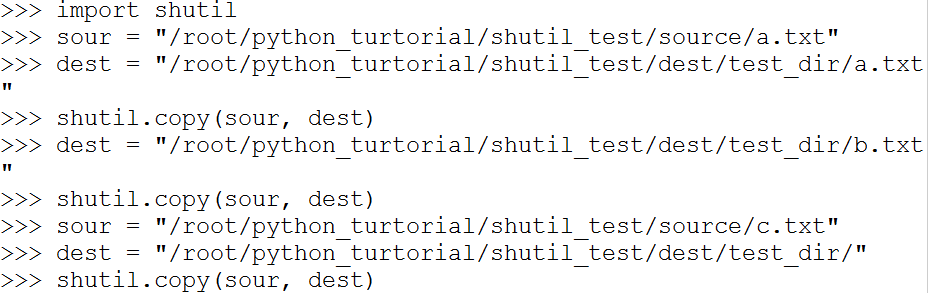 >>> import shutil
>>> sour = "/root/python_turtorial/shutil_test/source/a.txt"
>>> dest = "/root/python_turtorial/shutil_test/dest/test_dir/a.txt
"
>>> shutil.copy(sour, dest)
>>> dest = "/root/python_turtorial/shutil_test/dest/test_dir/b.txt
"
>>> shutil.copy(sour, dest)
>>> sour = "/root/python_turtorial/shutil_test/source/c.txt"
>>> dest = "/root/python_turtorial/shutil_test/dest/test_dir/"
>>> shutil.copy(sour, dest)